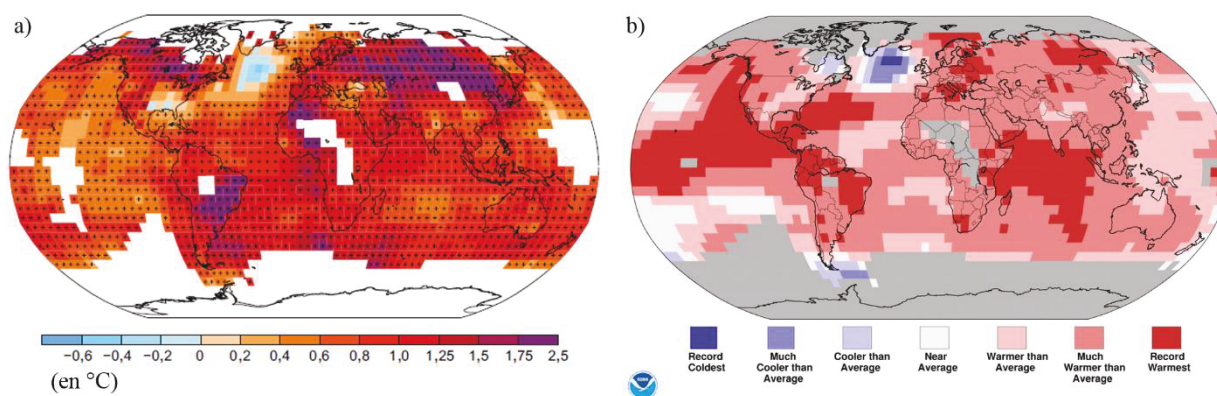 a)
−0,6 −0,4 −0,2 0 0,2 0,4 0,6 0,8 1,0 1,25 1,5 1,75 2,5
(en °C)
b)
Record
Coldest
Much
Cooler than
Average
Cooler than
Average
Near
Average
Warmer than
Average
Much
Warmer than
Average
Record
Warmest